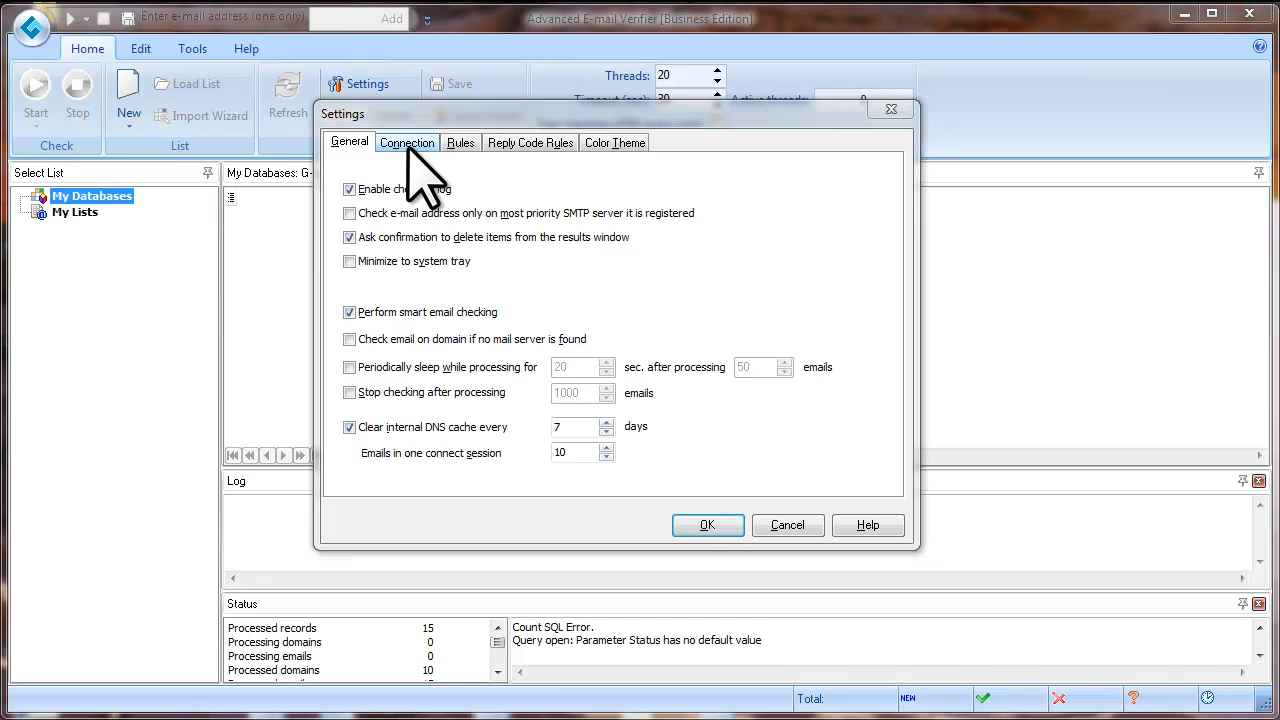 Enter e-mail address (one only) Add Advanced E-mail Verifier [Business Edition]
Home Edit Tools Help
Start
Stop
Check
New
Load List
Import Wizard
List
Refresh
Settings
Save
Threads: 20
30
0
Settings
General Connection Rules Reply Code Rules Color Theme
Enable log
Check e-mail address only on most priority SMTP server it is registered
Ask confirmation to delete items from the results window
Minimize to system tray
Perform smart email checking
Check email on domain if no mail server is found
Periodically sleep while processing for 20 sec. after processing 50 emails
Stop checking after processing 1000 emails
Clear internal DNS cache every 7 days
Emails in one connect session 10
OK Cancel Help
Select List
My Databases
My Lists
My Databases: G-
Log
Status
Processed records 15
Processing domains 0
Processing emails 0
Processed domains 10
Count SQL Error.
Query open: Parameter Status has no default value
Total: NEW